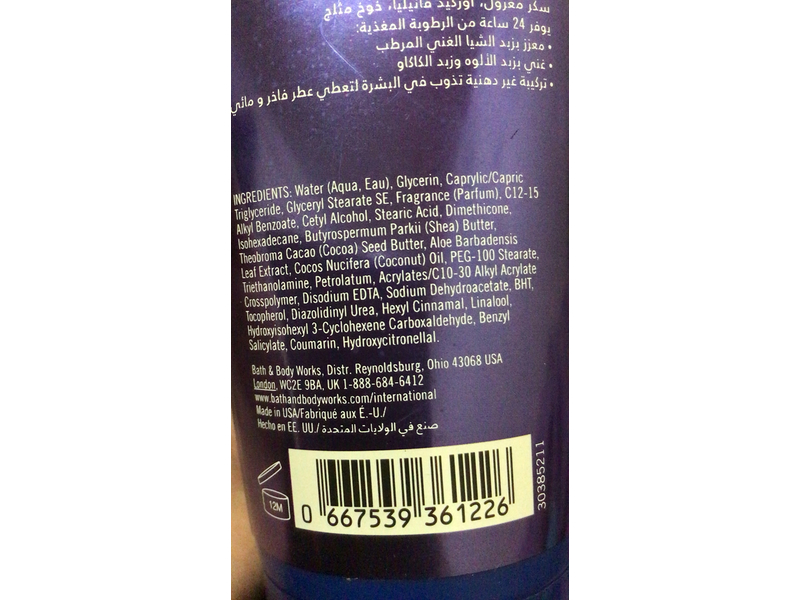 سكر مغزول، أوركيد فانيليا، خوخ مثلج
يوفر 24 ساعة من الرطوبة المغذية:
• معزز بزبد الشيا الغني المرطب
• غني بزبد الألوه وزبد الكاكاو
• تركيبة غير دهنية تذوب في البشرة لتعطي عطر فاخر و مائي
INGREDIENTS: Water (Aqua, Eau), Glycerin, Caprylic/Capric
Triglyceride, Glyceryl Stearate SE, Fragrance (Parfum), C12-15
Alkyl Benzoate, Cetyl Alcohol, Stearic Acid, Dimethicone,
Isohexadecane, Butyrospermum Parkii (Shea) Butter,
Theobroma Cacao (Cocoa) Seed Butter, Aloe Barbadensis
Leaf Extract, Cocos Nucifera (Coconut) Oil, PEG-100 Stearate,
Triethanolamine, Petrolatum, Acrylates/C10-30 Alkyl Acrylate
Crosspolymer, Disodium EDTA, Sodium Dehydroacetate, BHT,
Tocopherol, Diazolidinyl Urea, Hexyl Cinnamal, Linalool,
Hydroxyisohexyl 3-Cyclohexene Carboxaldehyde, Benzyl
Salicylate, Coumarin, Hydroxycitronellal.
Bath & Body Works, Distr. Reynoldsburg, Ohio 43068 USA
London, WC2E 9BA, UK 1-888-684-6412
www.bathandbodyworks.com/international
Made in USA/Fabriqué aux É.-U./
Hecho en EE. UU./ صنع في الولايات المتحدة
12M
0 667539 361226
30385211